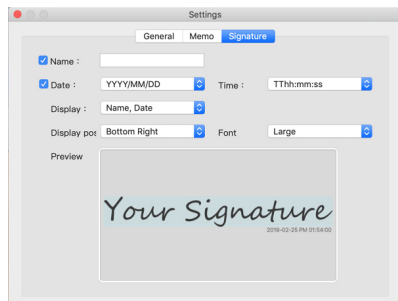 Settings
General Memo Signature
Name :
Date : YYYY/MM/DD Time : TThh:mm:ss
Display : Name, Date
Display pos Bottom Right Font Large
Preview
Your Signature
2019-02-25 PM 01:54:00